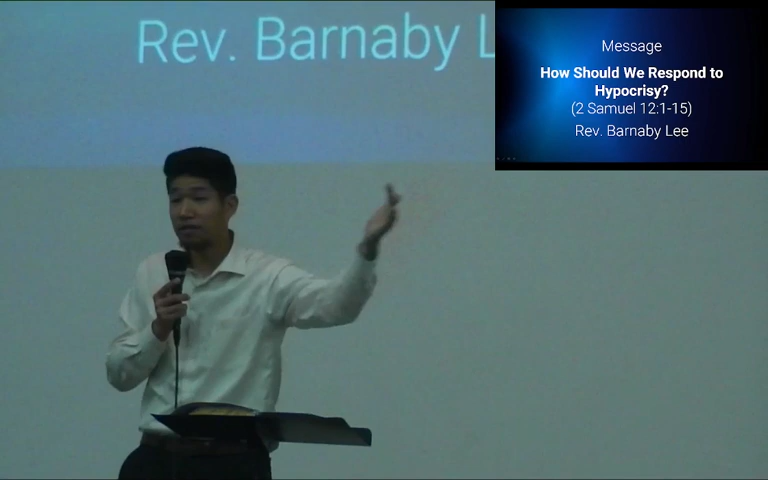 Rev. Barnaby L
Message
How Should We Respond to
Hypocrisy?
(2 Samuel 12:1-15)
Rev. Barnaby Lee